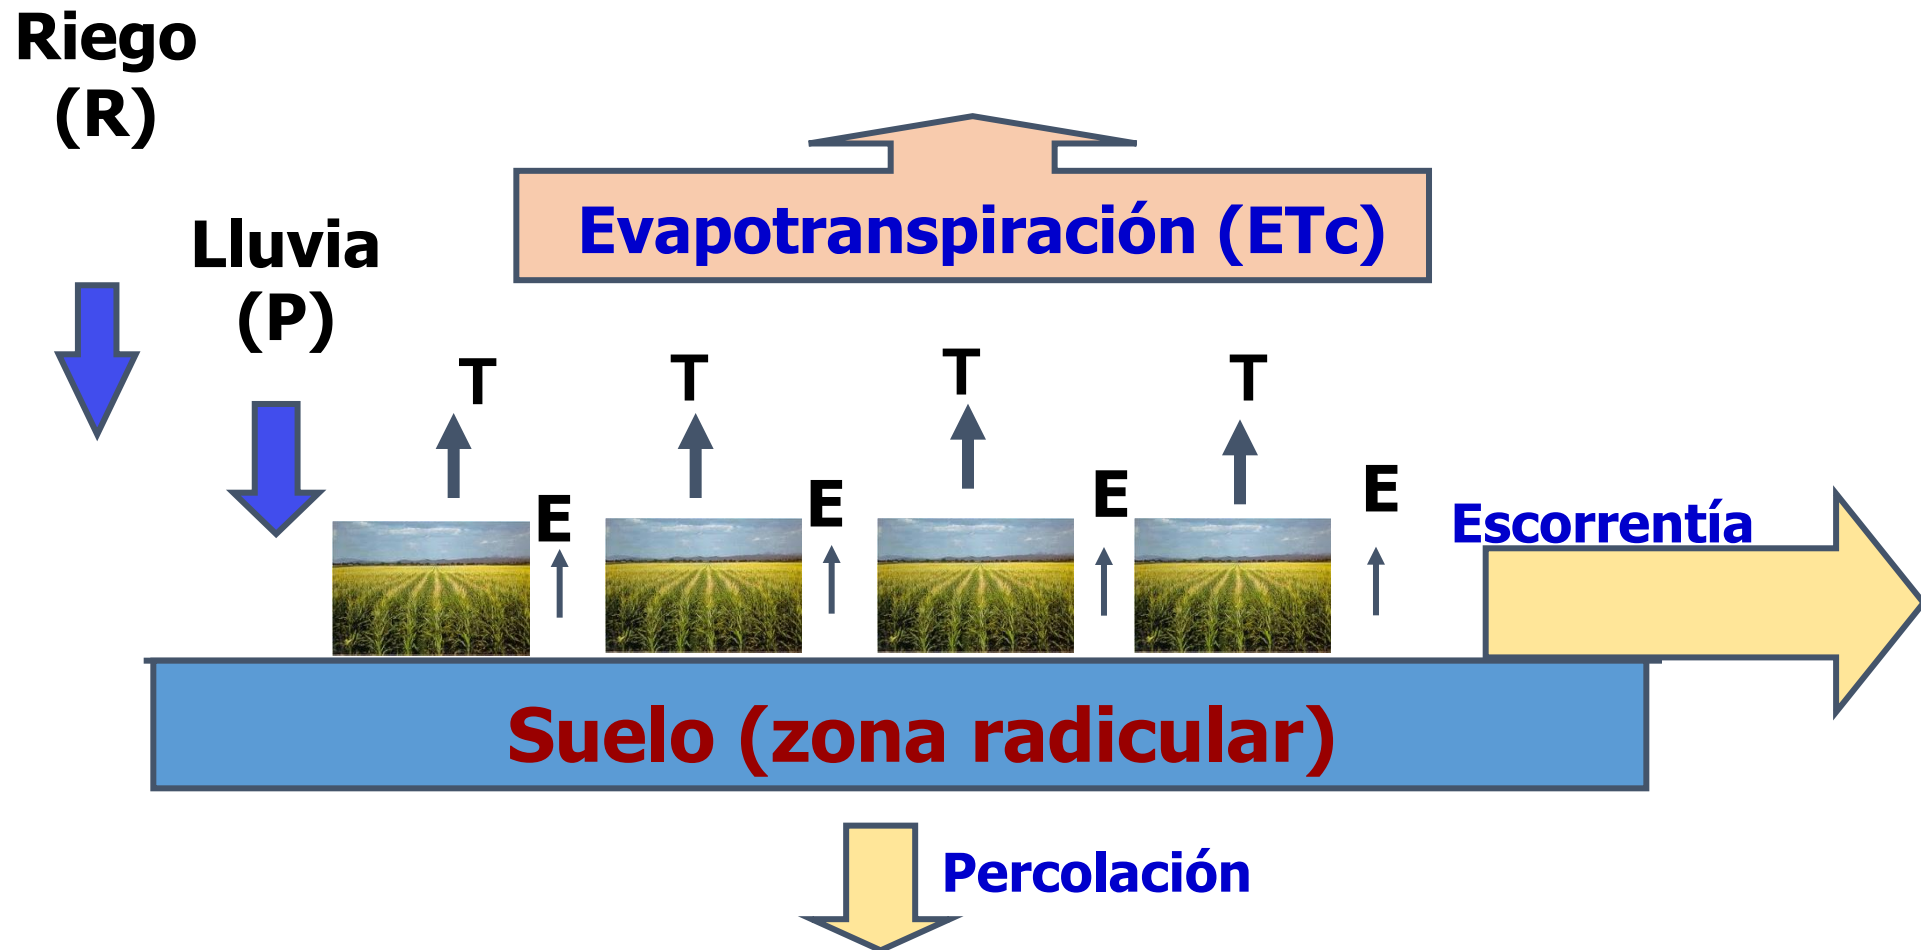 Riego
(R)
Lluvia
(P)
Evapotranspiración (ETc)
T
T
T
T
E
E
E
E
Escorrentía
Suelo (zona radicular)
Percolación